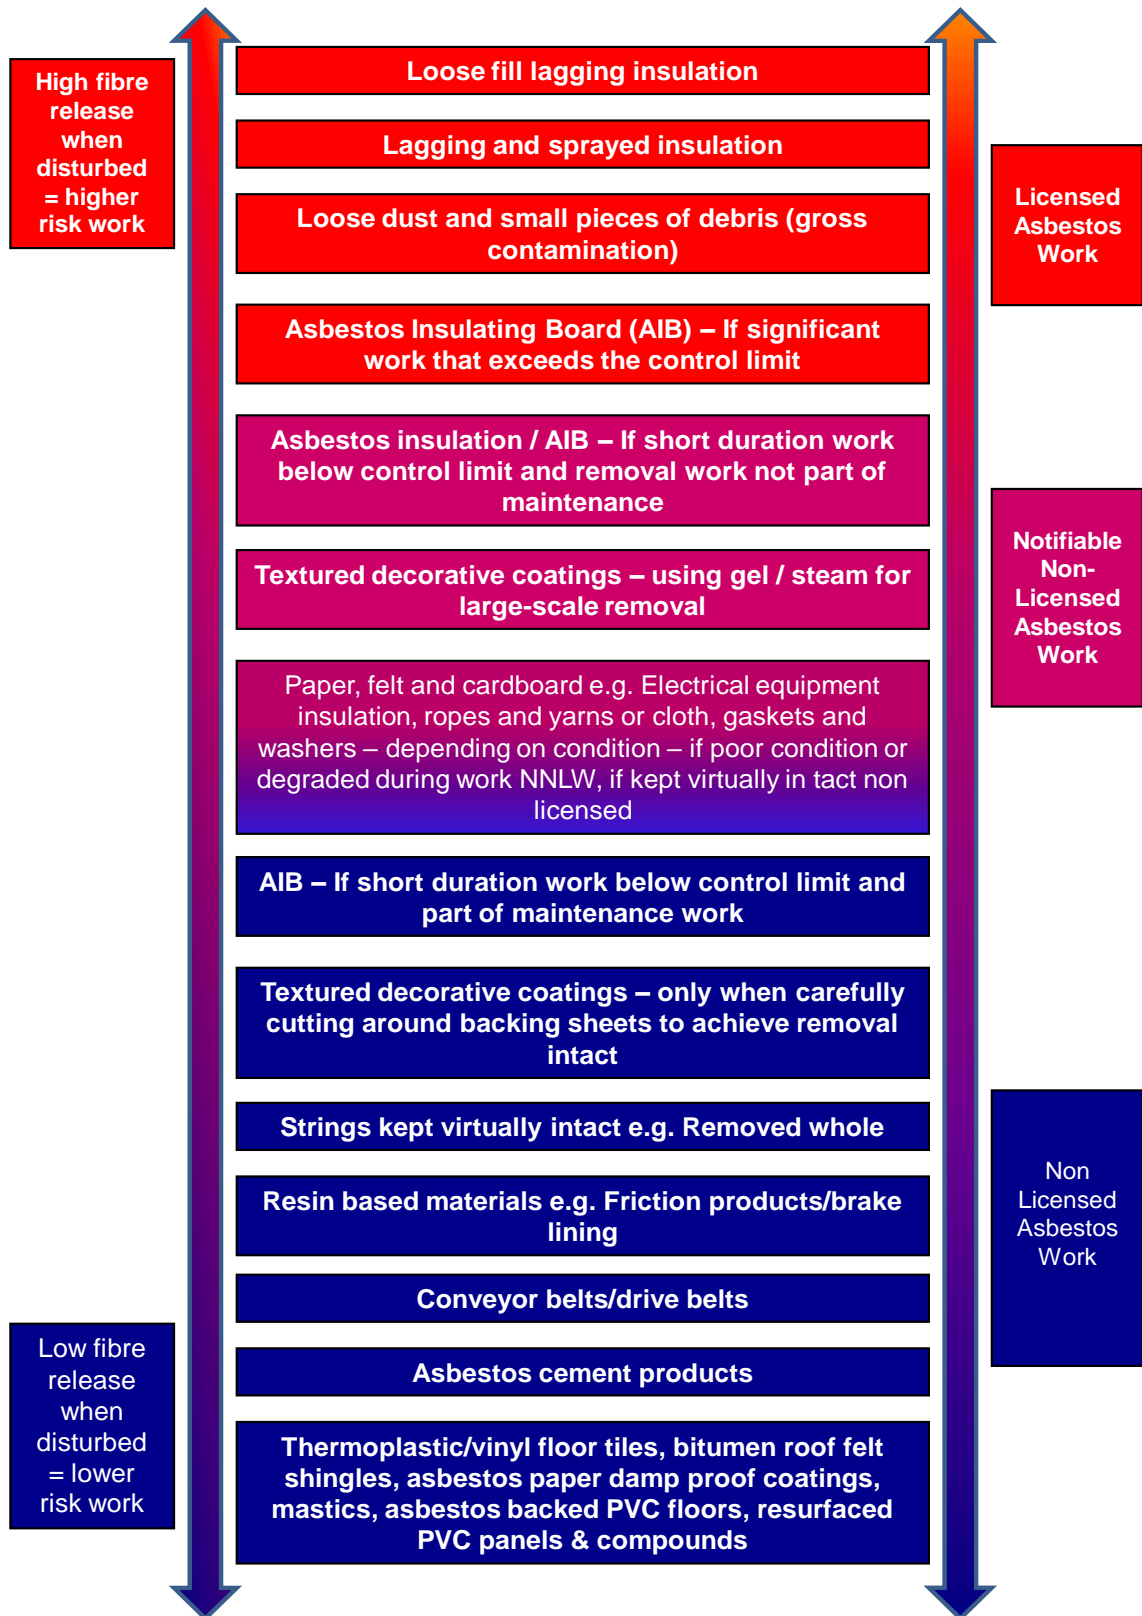 High fibre
release
when
disturbed
= higher
risk work
Loose fill lagging insulation
Lagging and sprayed insulation
Loose dust and small pieces of debris (gross
contamination)
Asbestos Insulating Board (AIB) – If significant
work that exceeds the control limit
Licensed
Asbestos
Work
Asbestos insulation / AIB – If short duration work
below control limit and removal work not part of
maintenance
Textured decorative coatings – using gel / steam for
large-scale removal
Paper, felt and cardboard e.g. Electrical equipment
insulation, ropes and yarns or cloth, gaskets and
washers – depending on condition – if poor condition or
degraded during work NNLW, if kept virtually in tact non
licensed
Notifiable
Non-
Licensed
Asbestos
Work
AIB – If short duration work below control limit and
part of maintenance work
Textured decorative coatings – only when carefully
cutting around backing sheets to achieve removal
intact
Strings kept virtually intact e.g. Removed whole
Resin based materials e.g. Friction products/brake
lining
Conveyor belts/drive belts
Asbestos cement products
Thermoplastic/vinyl floor tiles, bitumen roof felt
shingles, asbestos paper damp proof coatings,
mastics, asbestos backed PVC floors, resurfaced
PVC panels & compounds
Non
Licensed
Asbestos
Work
Low fibre
release
when
disturbed
= lower
risk work